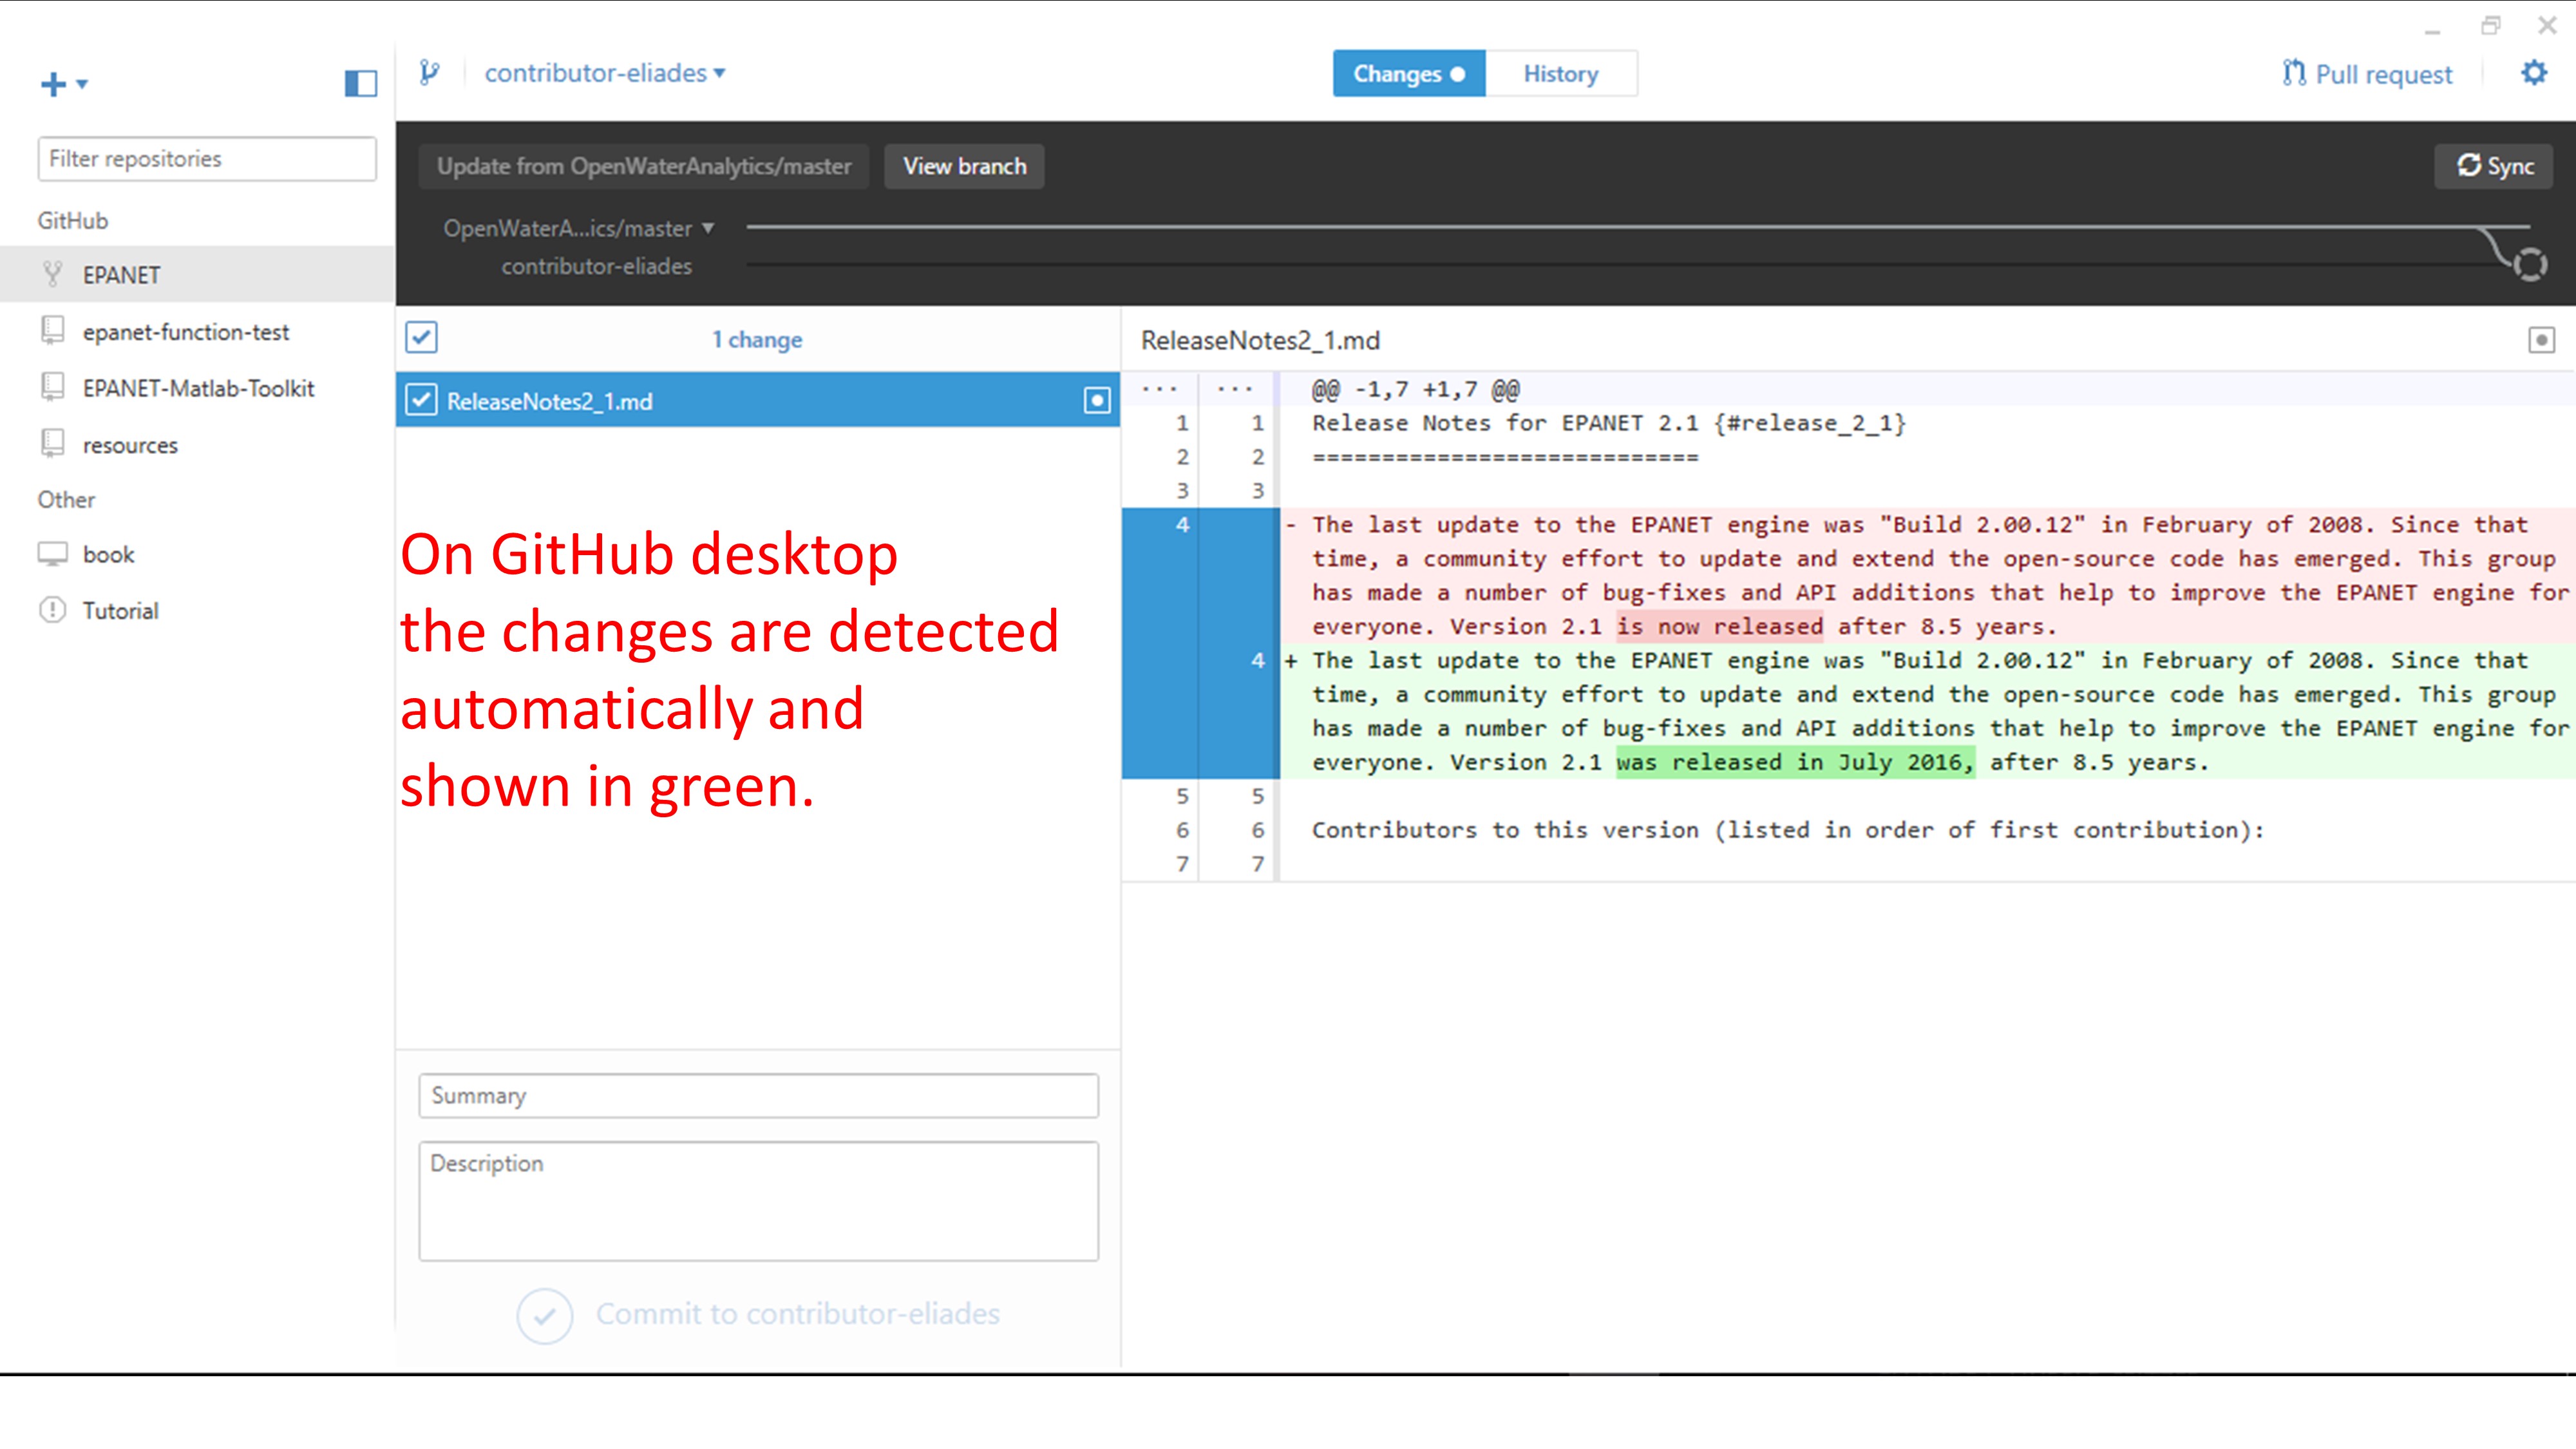 contributor-eliades
Changes
History
Pull request
Filter repositories
GitHub
EPANET
epanet-function-test
EPANET-Matlab-Toolkit
resources
Other
book
Tutorial
Update from OpenWaterAnalytics/master
View branch
Sync
OpenWaterA...ics/master
contributor-eliades
1 change
ReleaseNotes2_1.md
On GitHub desktop
the changes are detected
automatically and
shown in green.
Summary
Description
Commit to contributor-eliades
ReleaseNotes2_1.md
... ... @@ -1,7 +1,7 @@
1 1 Release Notes for EPANET 2.1 {#release_2_1}
2 2 ============================
3 3
4 - The last update to the EPANET engine was "Build 2.00.12" in February of 2008. Since that
time, a community effort to update and extend the open-source code has emerged. This group
has made a number of bug-fixes and API additions that help to improve the EPANET engine for
everyone. Version 2.1 is now released after 8.5 years.
4 + The last update to the EPANET engine was "Build 2.00.12" in February of 2008. Since that
time, a community effort to update and extend the open-source code has emerged. This group
has made a number of bug-fixes and API additions that help to improve the EPANET engine for
everyone. Version 2.1 was released in July 2016, after 8.5 years.
5 5
6 6 Contributors to this version (listed in order of first contribution):
7 7